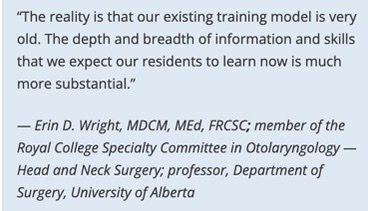 “The reality is that our existing training model is very
old. The depth and breadth of information and skills
that we expect our residents to learn now is much
more substantial.”
— Erin D. Wright, MDCM, MEd, FRCSC; member of the
Royal College Specialty Committee in Otolaryngology —
Head and Neck Surgery; professor, Department of
Surgery, University of Alberta